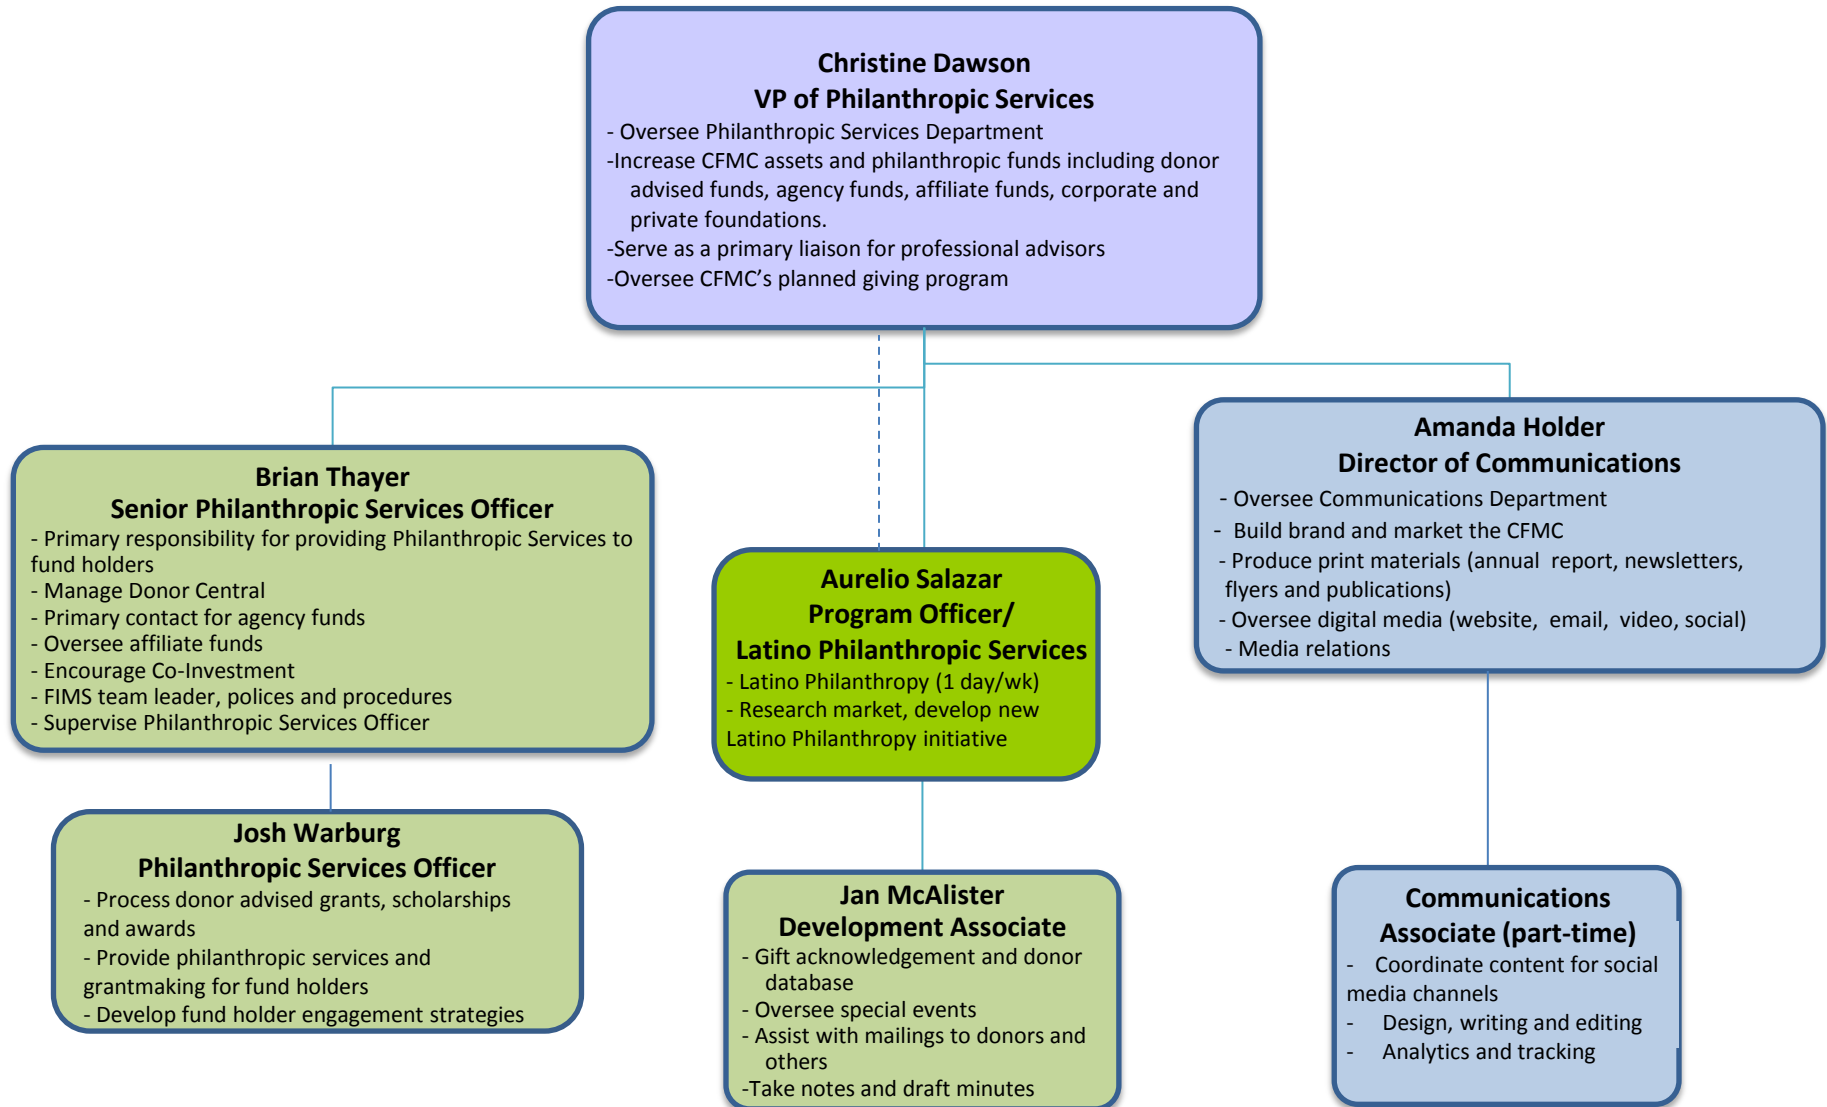 Christine Dawson
VP of Philanthropic Services
- Oversee Philanthropic Services Department
-Increase CFMC assets and philanthropic funds including donor
advised funds, agency funds, affiliate funds, corporate and
private foundations.
-Serve as a primary liaison for professional advisors
-Oversee CFMC’s planned giving program
Brian Thayer
Senior Philanthropic Services Officer
- Primary responsibility for providing Philanthropic Services to
fund holders
- Manage Donor Central
- Primary contact for agency funds
- Oversee affiliate funds
- Encourage Co-Investment
- FIMS team leader, polices and procedures
- Supervise Philanthropic Services Officer
Aurelio Salazar
Program Officer/
Latino Philanthropic Services
- Latino Philanthropy (1 day/wk)
- Research market, develop new
Latino Philanthropy initiative
Amanda Holder
Director of Communications
- Oversee Communications Department
- Build brand and market the CFMC
- Produce print materials (annual report, newsletters,
flyers and publications)
- Oversee digital media (website, email, video, social)
- Media relations
Josh Warburg
Philanthropic Services Officer
- Process donor advised grants, scholarships
and awards
- Provide philanthropic services and
grantmaking for fund holders
- Develop fund holder engagement strategies
Jan McAlister
Development Associate
- Gift acknowledgement and donor
database
- Oversee special events
- Assist with mailings to donors and
others
-Take notes and draft minutes
Communications
Associate (part-time)
- Coordinate content for social
media channels
- Design, writing and editing
- Analytics and tracking